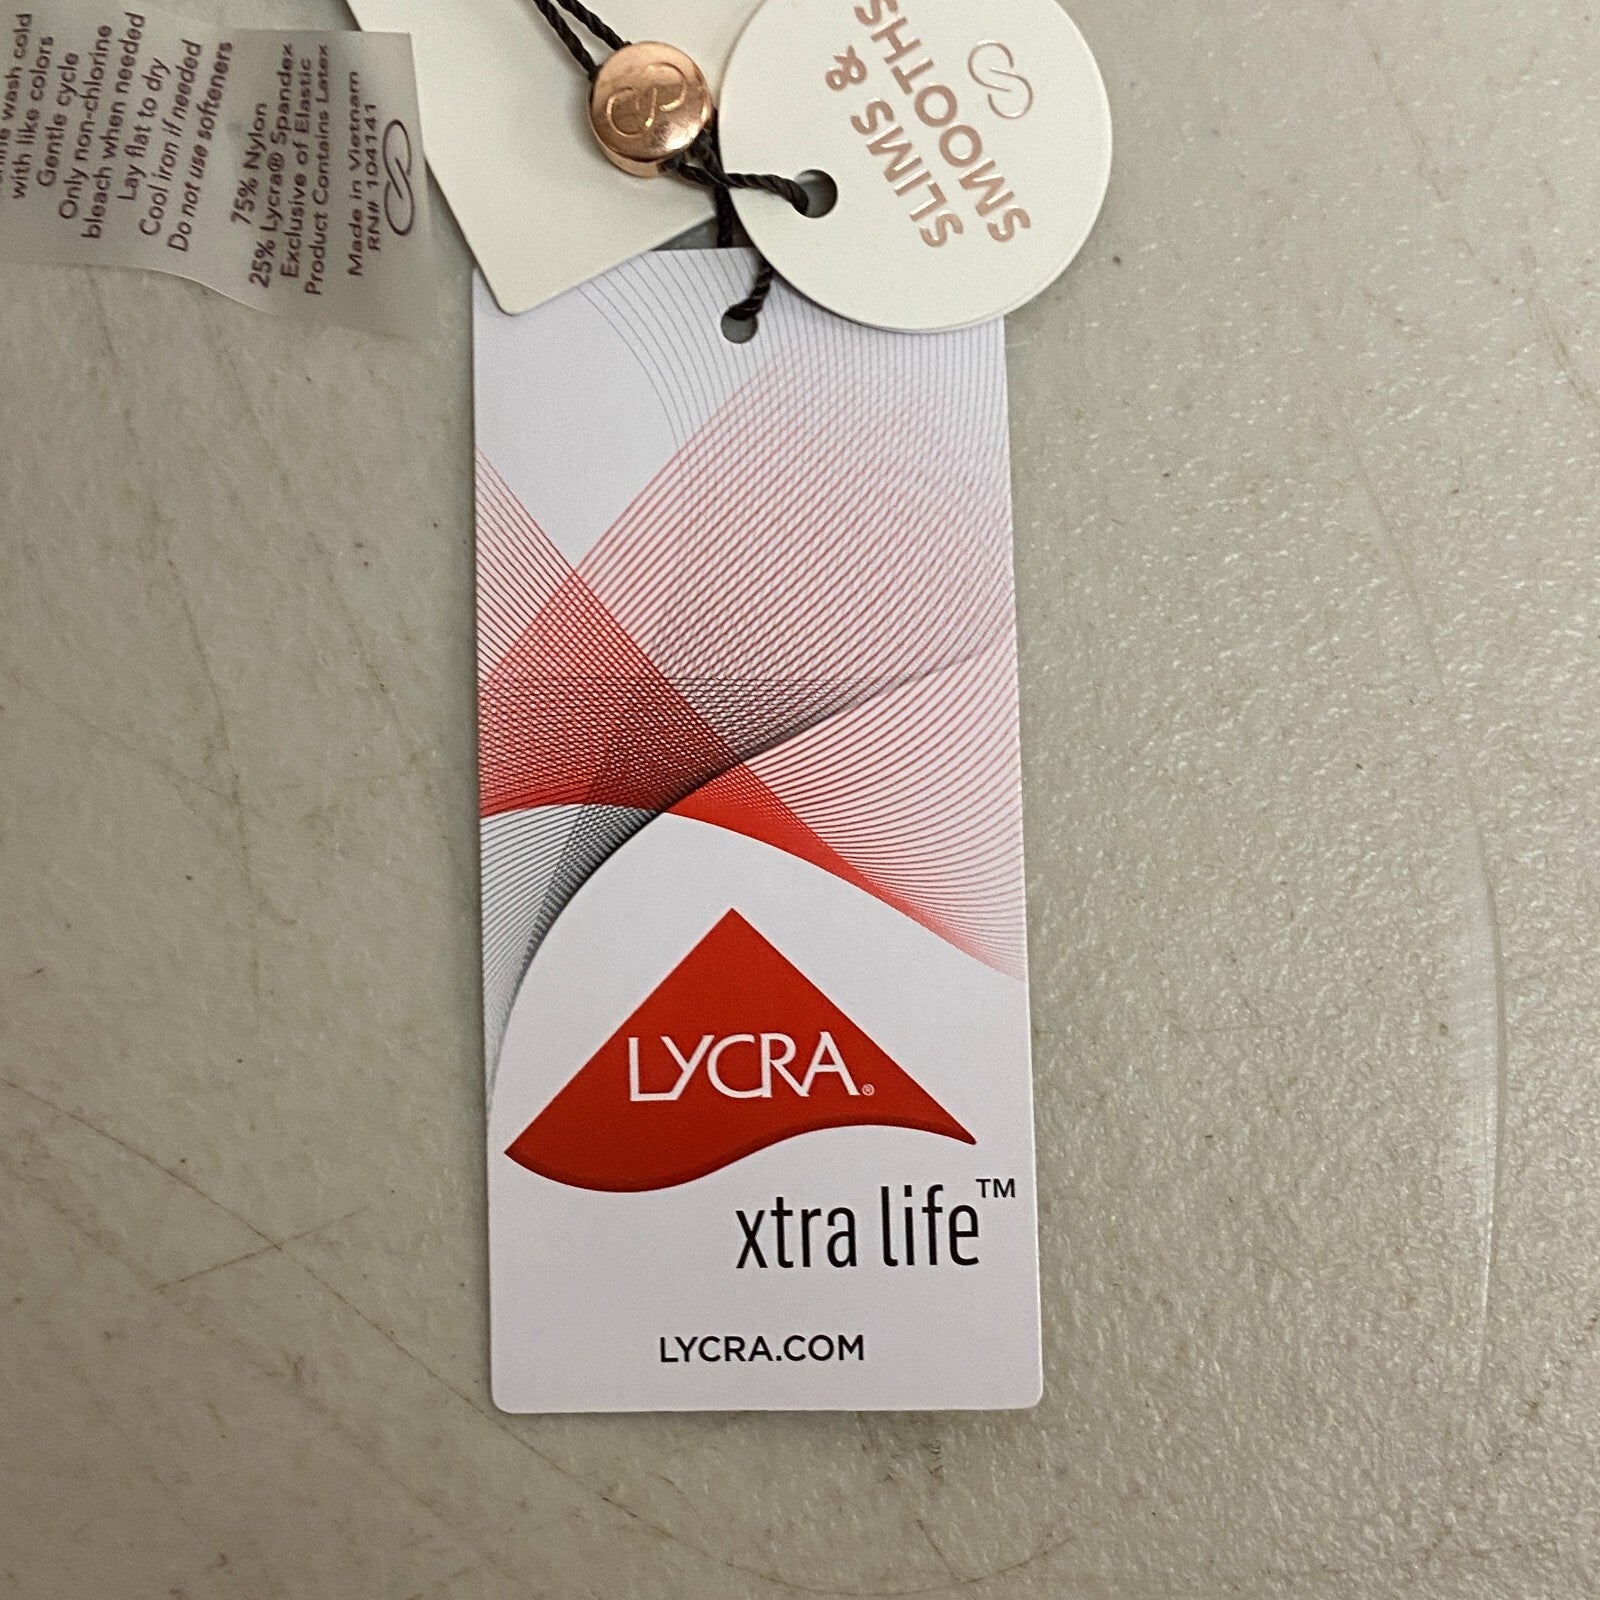 wash cold
with like colors
Gentle cycle
Only non-chlorine
bleach when needed
Lay flat to dry
Cool iron if needed
Do not use softeners
75% Nylon
25% Lycra® Spandex
Exclusive of Elastic
Product Contains Latex
Made in Vietnam
RN# 104141
SLIMS &
SMOOTHS
LYCRA®
xtra life™
LYCRA.COM